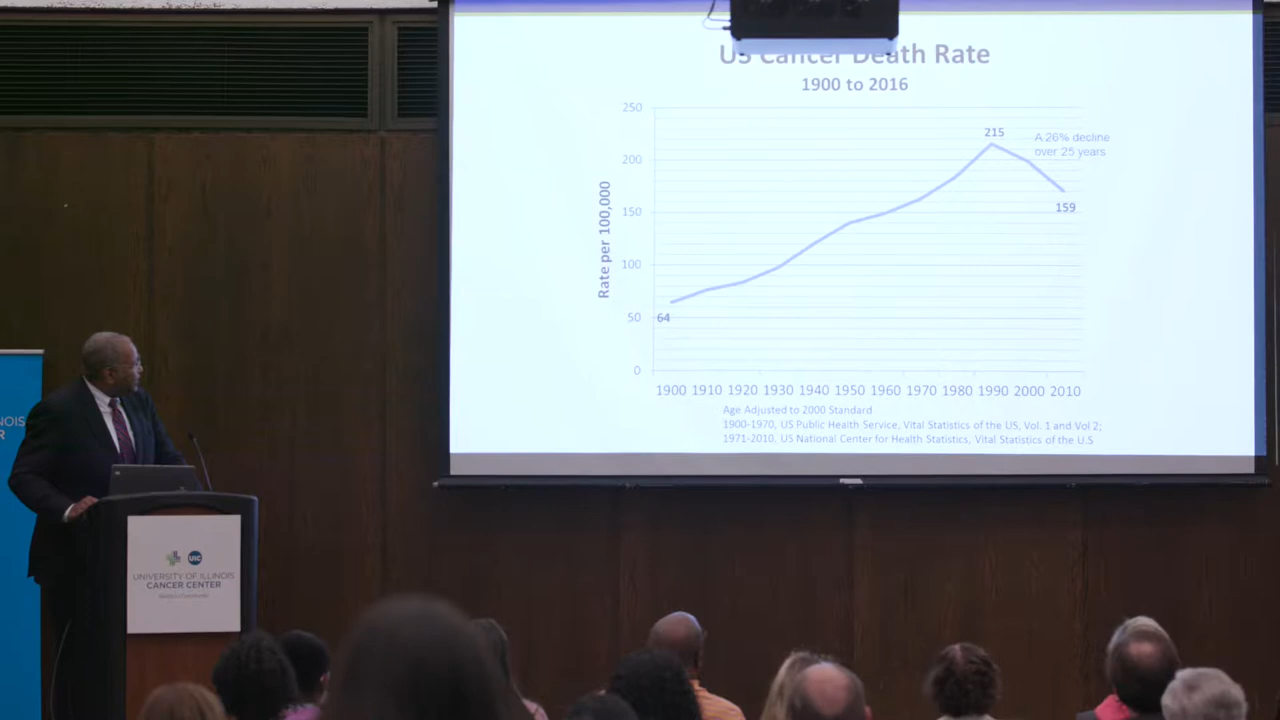 US Cancer Death Rate
1900 to 2016
250
200
150
100
50
0
Rate per 100,000
64
215
A 26% decline
over 25 years
159
1900 1910 1920 1930 1940 1950 1960 1970 1980 1990 2000 2010
Age Adjusted to 2000 Standard
1900-1970, US Public Health Service, Vital Statistics of the US, Vol. 1 and Vol 2;
1971-2010, US National Center for Health Statistics, Vital Statistics of the U.S
NOIS
R
UIC
UNIVERSITY OF ILLINOIS
CANCER CENTER